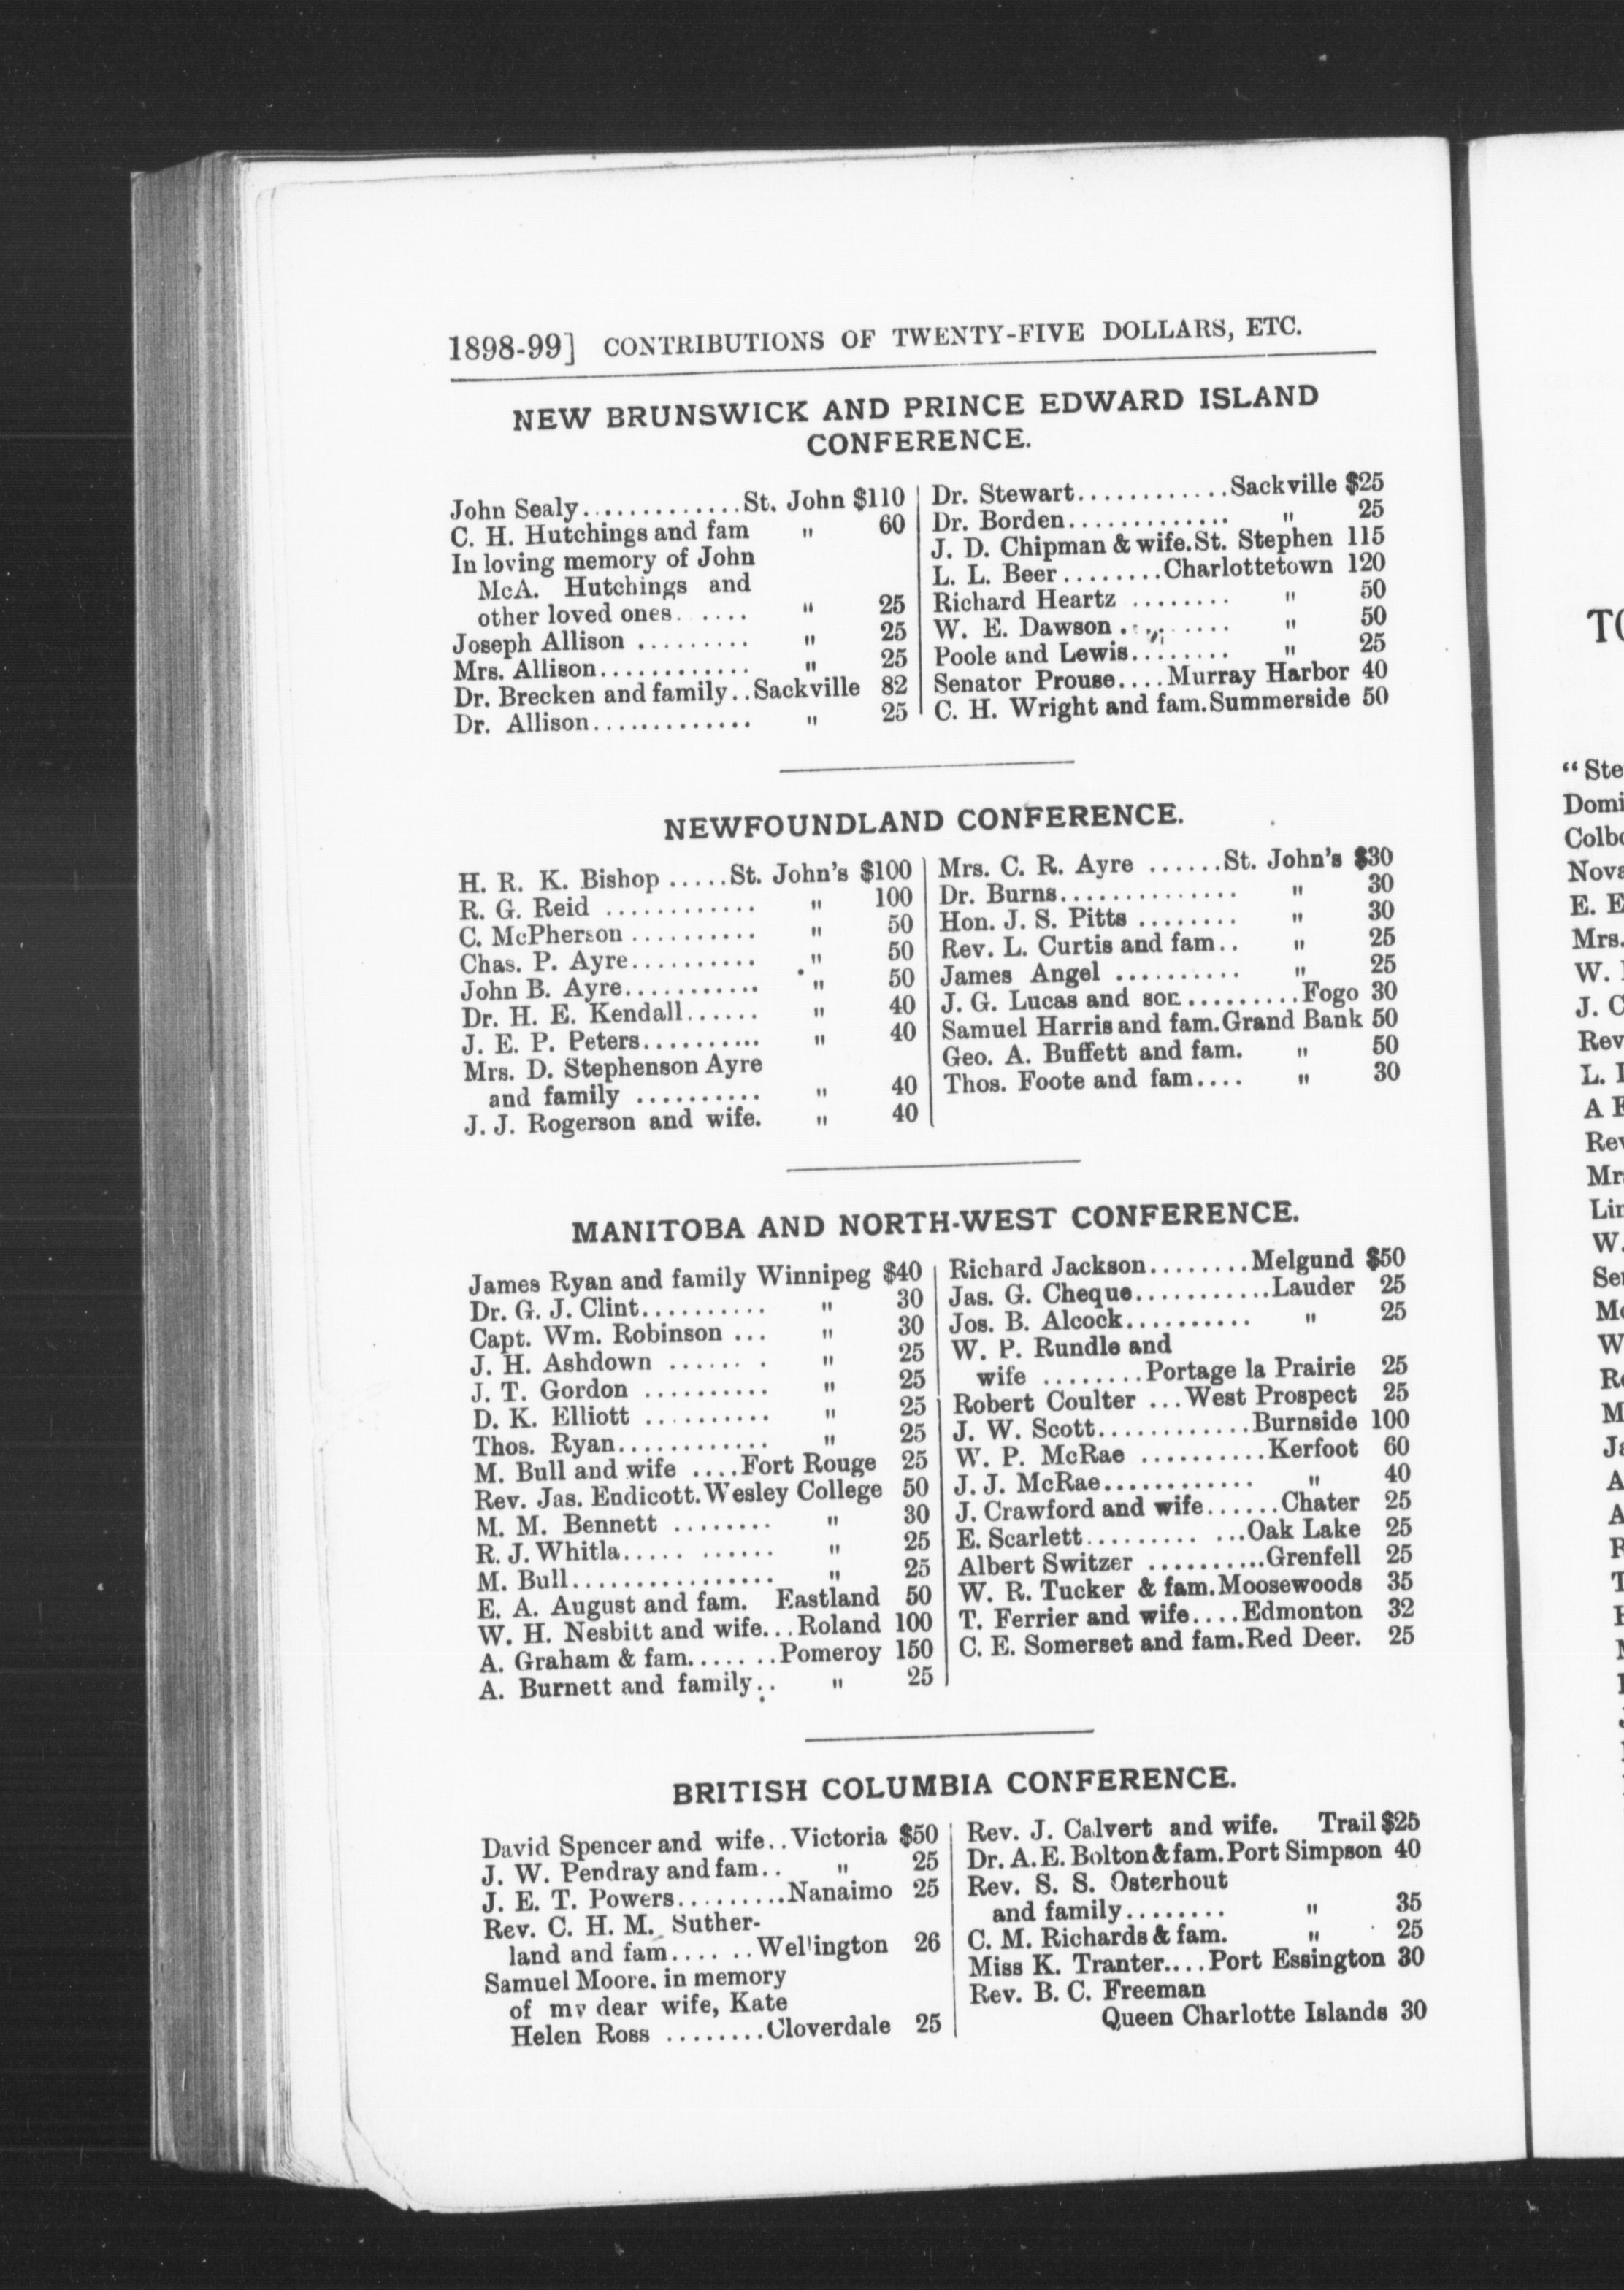 1898-99] CONTRIBUTIONS OF TWENTY-FIVE DOLLARS, ETC.
NEW BRUNSWICK AND PRINCE EDWARD ISLAND
CONFERENCE.
John Sealy.............St. John $110
C. H. Hutchings and fam " 60
In loving memory of John
McA. Hutchings and
other loved ones...... " 25
Joseph Allison ......... " 25
Mrs. Allison............ " 25
Dr. Brecken and family..Sackville 82
Dr. Allison............. " 25
Dr. Stewart............Sackville $25
Dr. Borden............. " 25
J. D. Chipman & wife.St. Stephen 115
L. L. Beer........Charlottetown 120
Richard Heartz ........ " 50
W. E. Dawson......... " 50
Poole and Lewis........ " 25
Senator Prouse....Murray Harbor 40
C. H. Wright and fam.Summerside 50
NEWFOUNDLAND CONFERENCE.
H. R. K. Bishop .....St. John's $100
R. G. Reid ............ " 100
C. McPherson .......... " 50
Chas. P. Ayre.......... " 50
John B. Ayre........... " 50
Dr. H. E. Kendall...... " 40
J. E. P. Peters.......... " 40
Mrs. D. Stephenson Ayre
and family .......... " 40
J. J. Rogerson and wife. " 40
Mrs. C. R. Ayre ......St. John's $30
Dr. Burns.............. " 30
Hon. J. S. Pitts ........ " 30
Rev. L. Curtis and fam.. " 25
James Angel .......... " 25
J. G. Lucas and son.........Fogo 30
Samuel Harris and fam.Grand Bank 50
Geo. A. Buffett and fam. " 50
Thos. Foote and fam.... " 30
MANITOBA AND NORTH-WEST CONFERENCE.
James Ryan and family Winnipeg $40
Dr. G. J. Clint.......... " 30
Capt. Wm. Robinson ... " 30
J. H. Ashdown ...... . " 25
J. T. Gordon .......... " 25
D. K. Elliott .......... " 25
Thos. Ryan............ " 25
M. Bull and wife ....Fort Rouge 25
Rev. Jas. Endicott.Wesley College 50
M. M. Bennett ........ " 30
R. J. Whitla..... ...... " 25
M. Bull................ " 25
E. A. August and fam. Eastland 50
W. H. Nesbitt and wife...Roland 100
A. Graham & fam.......Pomeroy 150
A. Burnett and family.. " 25
Richard Jackson........Melgund $50
Jas. G. Cheque...........Lauder 25
Jos. B. Alcock.......... " 25
W. P. Rundle and
wife ........Portage la Prairie 25
Robert Coulter ...West Prospect 25
J. W. Scott............Burnside 100
W. P. McRae ..........Kerfoot 60
J. J. McRae............ " 40
J. Crawford and wife......Chater 25
E. Scarlett......... ...Oak Lake 25
Albert Switzer ..........Grenfell 25
W. R. Tucker & fam.Moosewoods 35
T. Ferrier and wife....Edmonton 32
C. E. Somerset and fam.Red Deer. 25
BRITISH COLUMBIA CONFERENCE.
David Spencer and wife..Victoria $50
J. W. Pendray and fam.. " 25
J. E. T. Powers.........Nanaimo 25
Rev. C. H. M. Suther-
land and fam......Wellington 26
Samuel Moore. in memory
of my dear wife, Kate
Helen Ross ........Cloverdale 25
Rev. J. Calvert and wife. Trail $25
Dr. A. E. Bolton & fam.Port Simpson 40
Rev. S. S. Osterhout
and family........ " 35
C. M. Richards & fam. " 25
Miss K. Tranter....Port Essington 30
Rev. B. C. Freeman
Queen Charlotte Islands 30